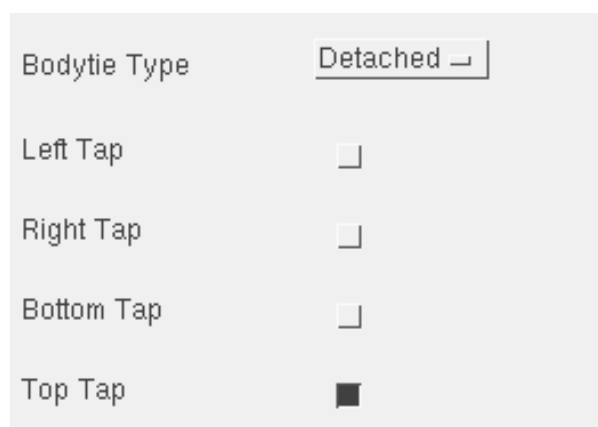 Bodytie Type Detached
Left Tap
Right Tap
Bottom Tap
Top Tap